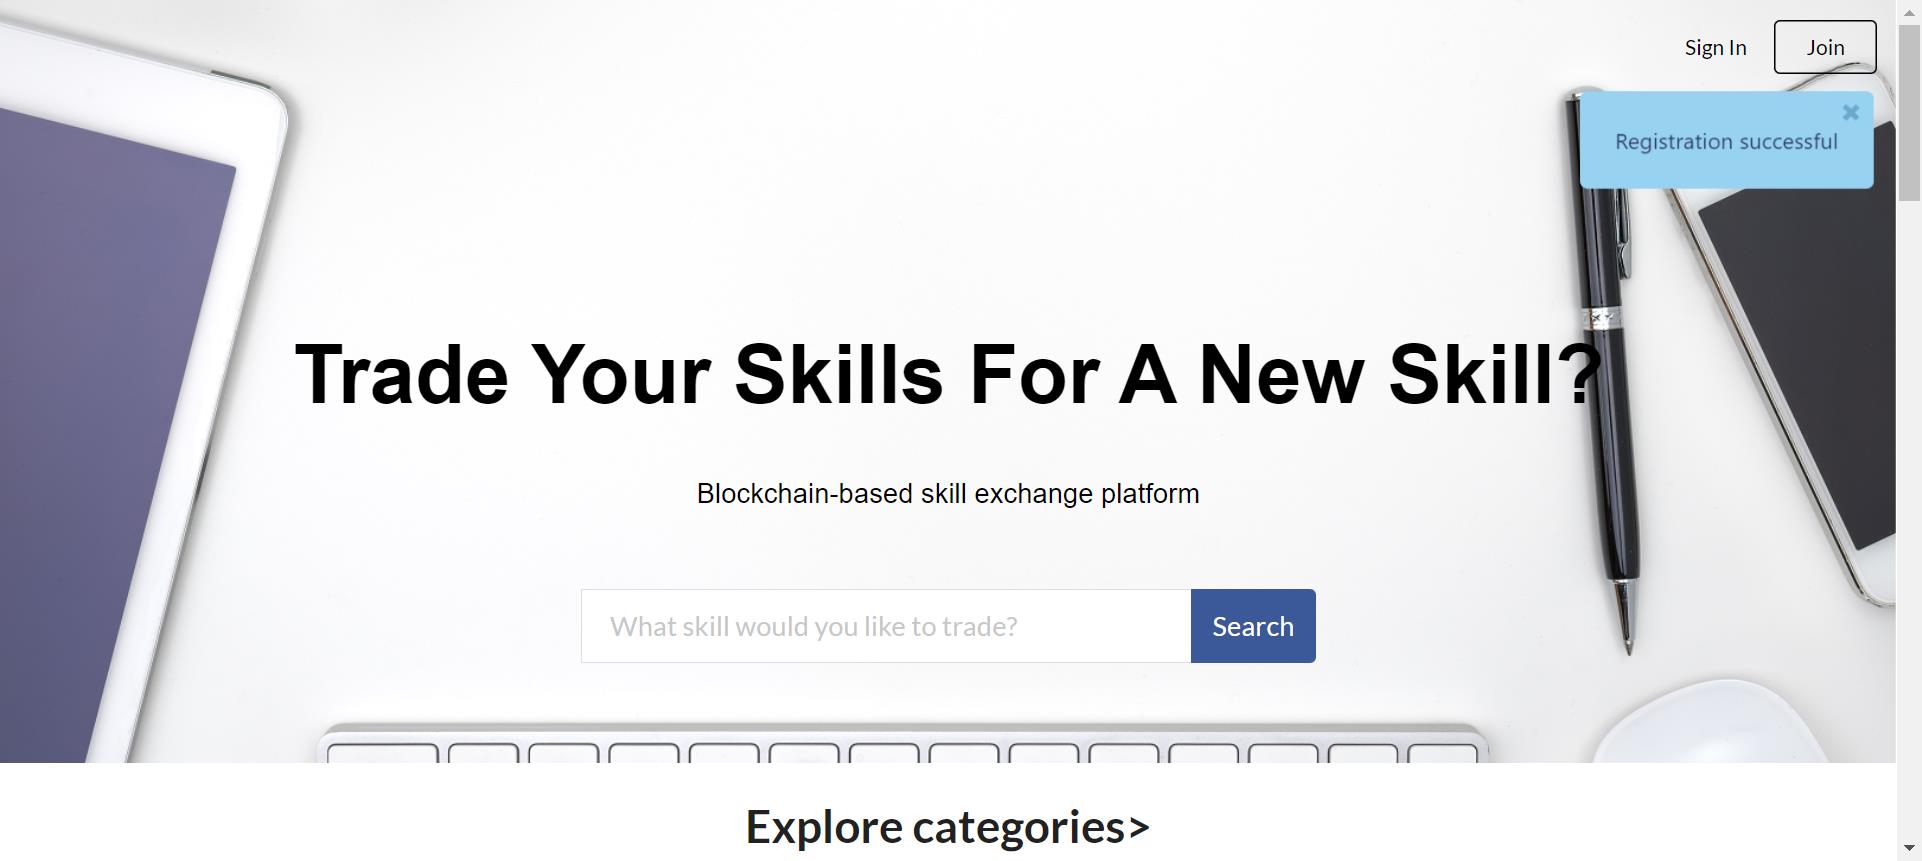 Sign In
Join
Registration successful
Trade Your Skills For A New Skill?
Blockchain-based skill exchange platform
What skill would you like to trade?
Search
Explore categories>